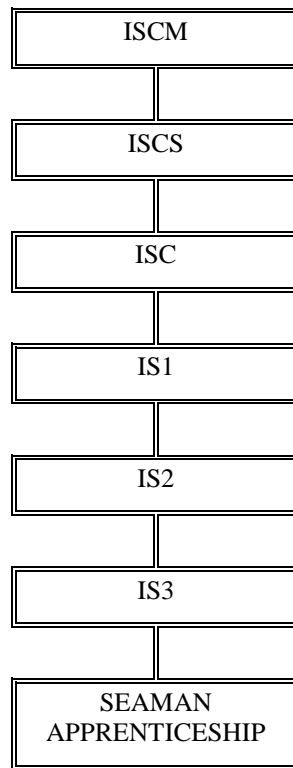 ISCM
ISCS
ISC
IS1
IS2
IS3
SEAMAN
APPRENTICESHIP